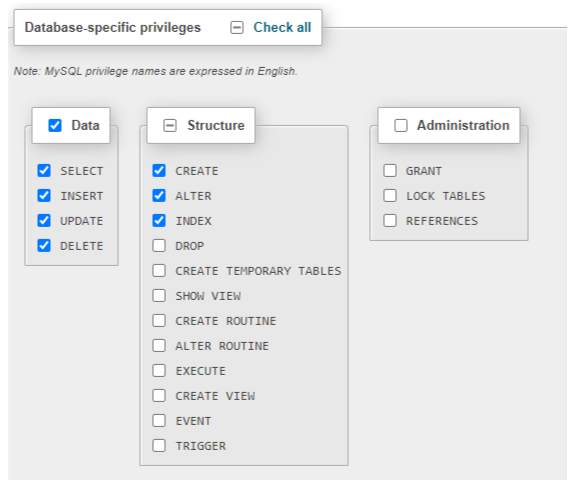 Database-specific privileges Check all
Note: MySQL privilege names are expressed in English.
Data
SELECT
INSERT
UPDATE
DELETE
Structure
CREATE
ALTER
INDEX
DROP
CREATE TEMPORARY TABLES
SHOW VIEW
CREATE ROUTINE
ALTER ROUTINE
EXECUTE
CREATE VIEW
EVENT
TRIGGER
Administration
GRANT
LOCK TABLES
REFERENCES